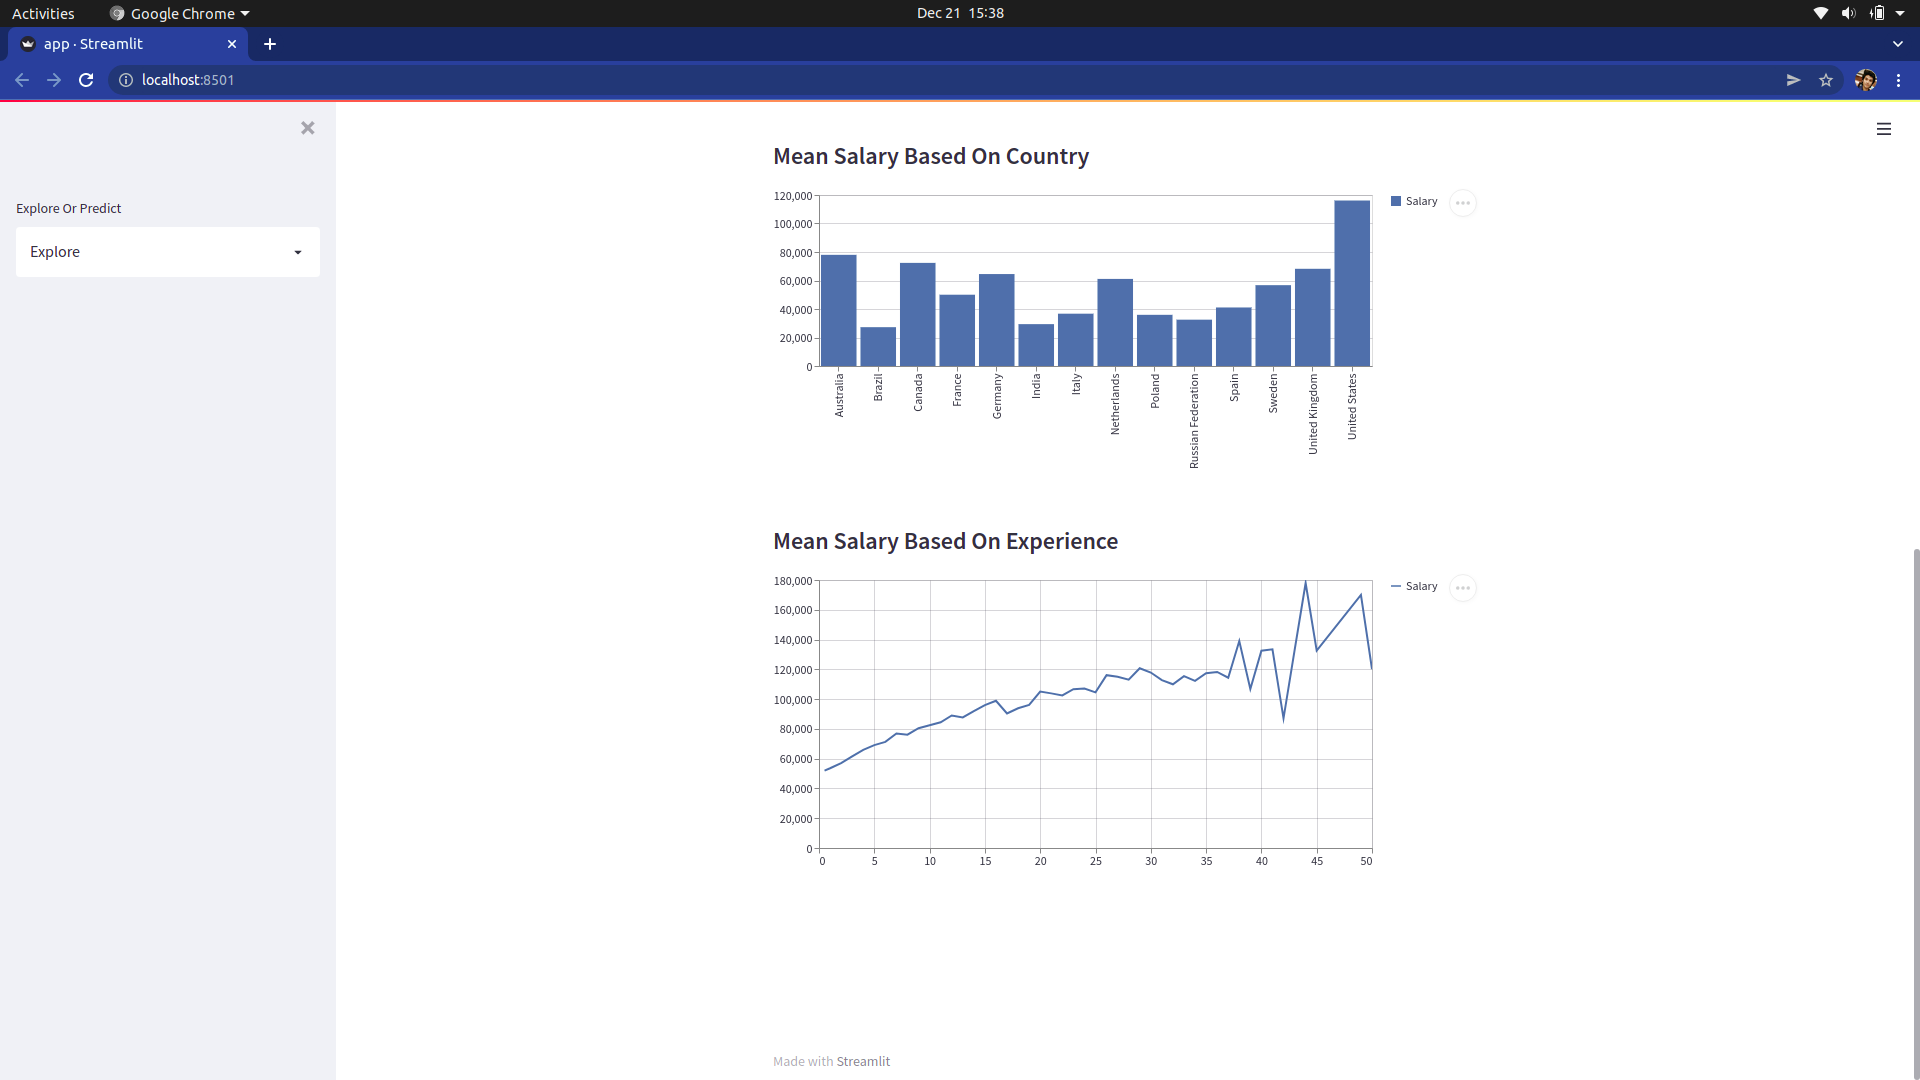 Activities
Google Chrome
Dec 21 15:38
app · Streamlit
localhost:8501
Explore Or Predict
Explore
Mean Salary Based On Country
120,000
100,000
80,000
60,000
40,000
20,000
0
Australia
Brazil
Canada
France
Germany
India
Italy
Netherlands
Poland
Russian Federation
Spain
Sweden
United Kingdom
United States
Salary
Mean Salary Based On Experience
180,000
160,000
140,000
120,000
100,000
80,000
60,000
40,000
20,000
0
0 5 10 15 20 25 30 35 40 45 50
Salary
Made with Streamlit